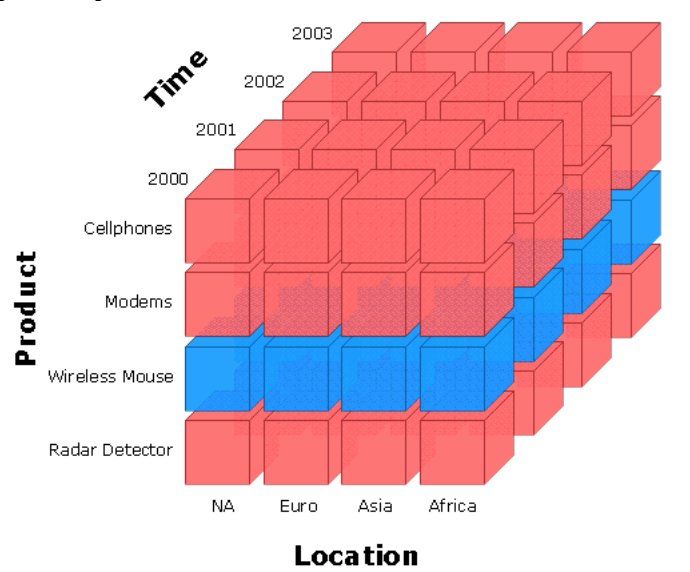 2003
Time
2002
2001
2000
Cellphones
Modems
Product
Wireless Mouse
Radar Detector
NA Euro Asia Africa
Location